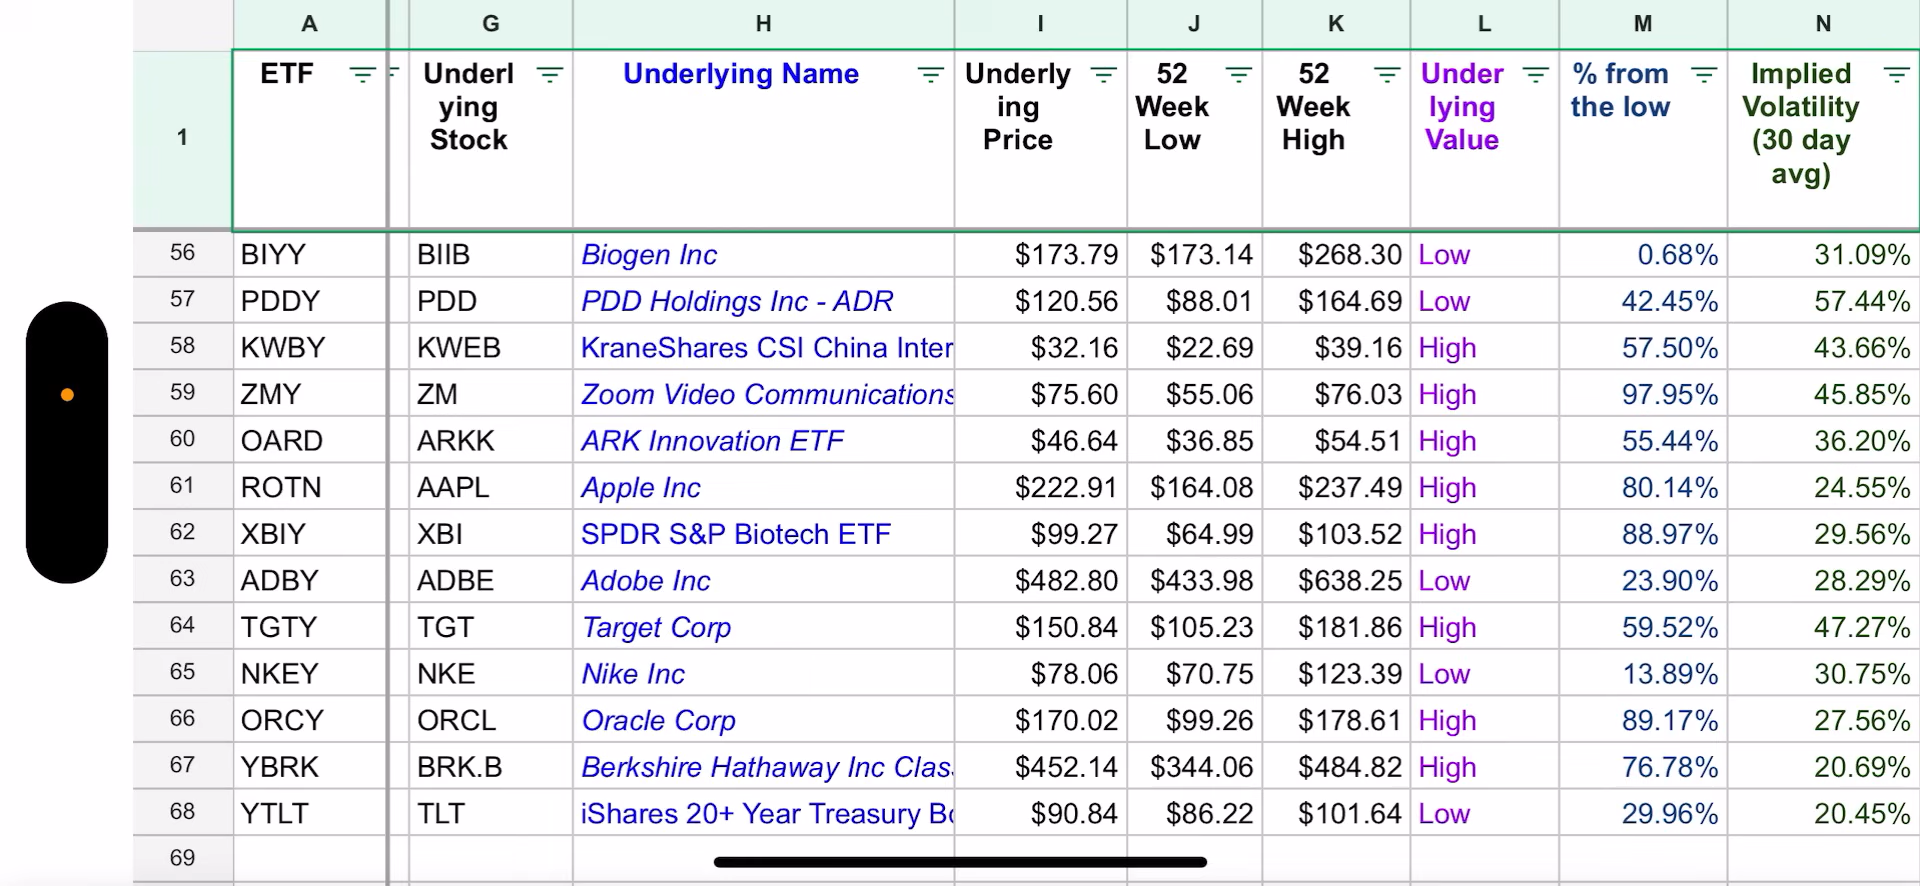 A G H I J K L M N
1 ETF Underlying Stock Underlying Name Underlying Price 52 Week Low 52 Week High Underlying Value % from the low Implied Volatility (30 day avg)
56 BIYY BIIB Biogen Inc $173.79 $173.14 $268.30 Low 0.68% 31.09%
57 PDDY PDD PDD Holdings Inc - ADR $120.56 $88.01 $164.69 Low 42.45% 57.44%
58 KWBY KWEB KraneShares CSI China Inter $32.16 $22.69 $39.16 High 57.50% 43.66%
59 ZMY ZM Zoom Video Communications $75.60 $55.06 $76.03 High 97.95% 45.85%
60 OARD ARKK ARK Innovation ETF $46.64 $36.85 $54.51 High 55.44% 36.20%
61 ROTN AAPL Apple Inc $222.91 $164.08 $237.49 High 80.14% 24.55%
62 XBIY XBI SPDR S&P Biotech ETF $99.27 $64.99 $103.52 High 88.97% 29.56%
63 ADBY ADBE Adobe Inc $482.80 $433.98 $638.25 Low 23.90% 28.29%
64 TGTY TGT Target Corp $150.84 $105.23 $181.86 High 59.52% 47.27%
65 NKEY NKE Nike Inc $78.06 $70.75 $123.39 Low 13.89% 30.75%
66 ORCY ORCL Oracle Corp $170.02 $99.26 $178.61 High 89.17% 27.56%
67 YBRK BRK.B Berkshire Hathaway Inc Clas $452.14 $344.06 $484.82 High 76.78% 20.69%
68 YTLT TLT iShares 20+ Year Treasury Bo $90.84 $86.22 $101.64 Low 29.96% 20.45%
69